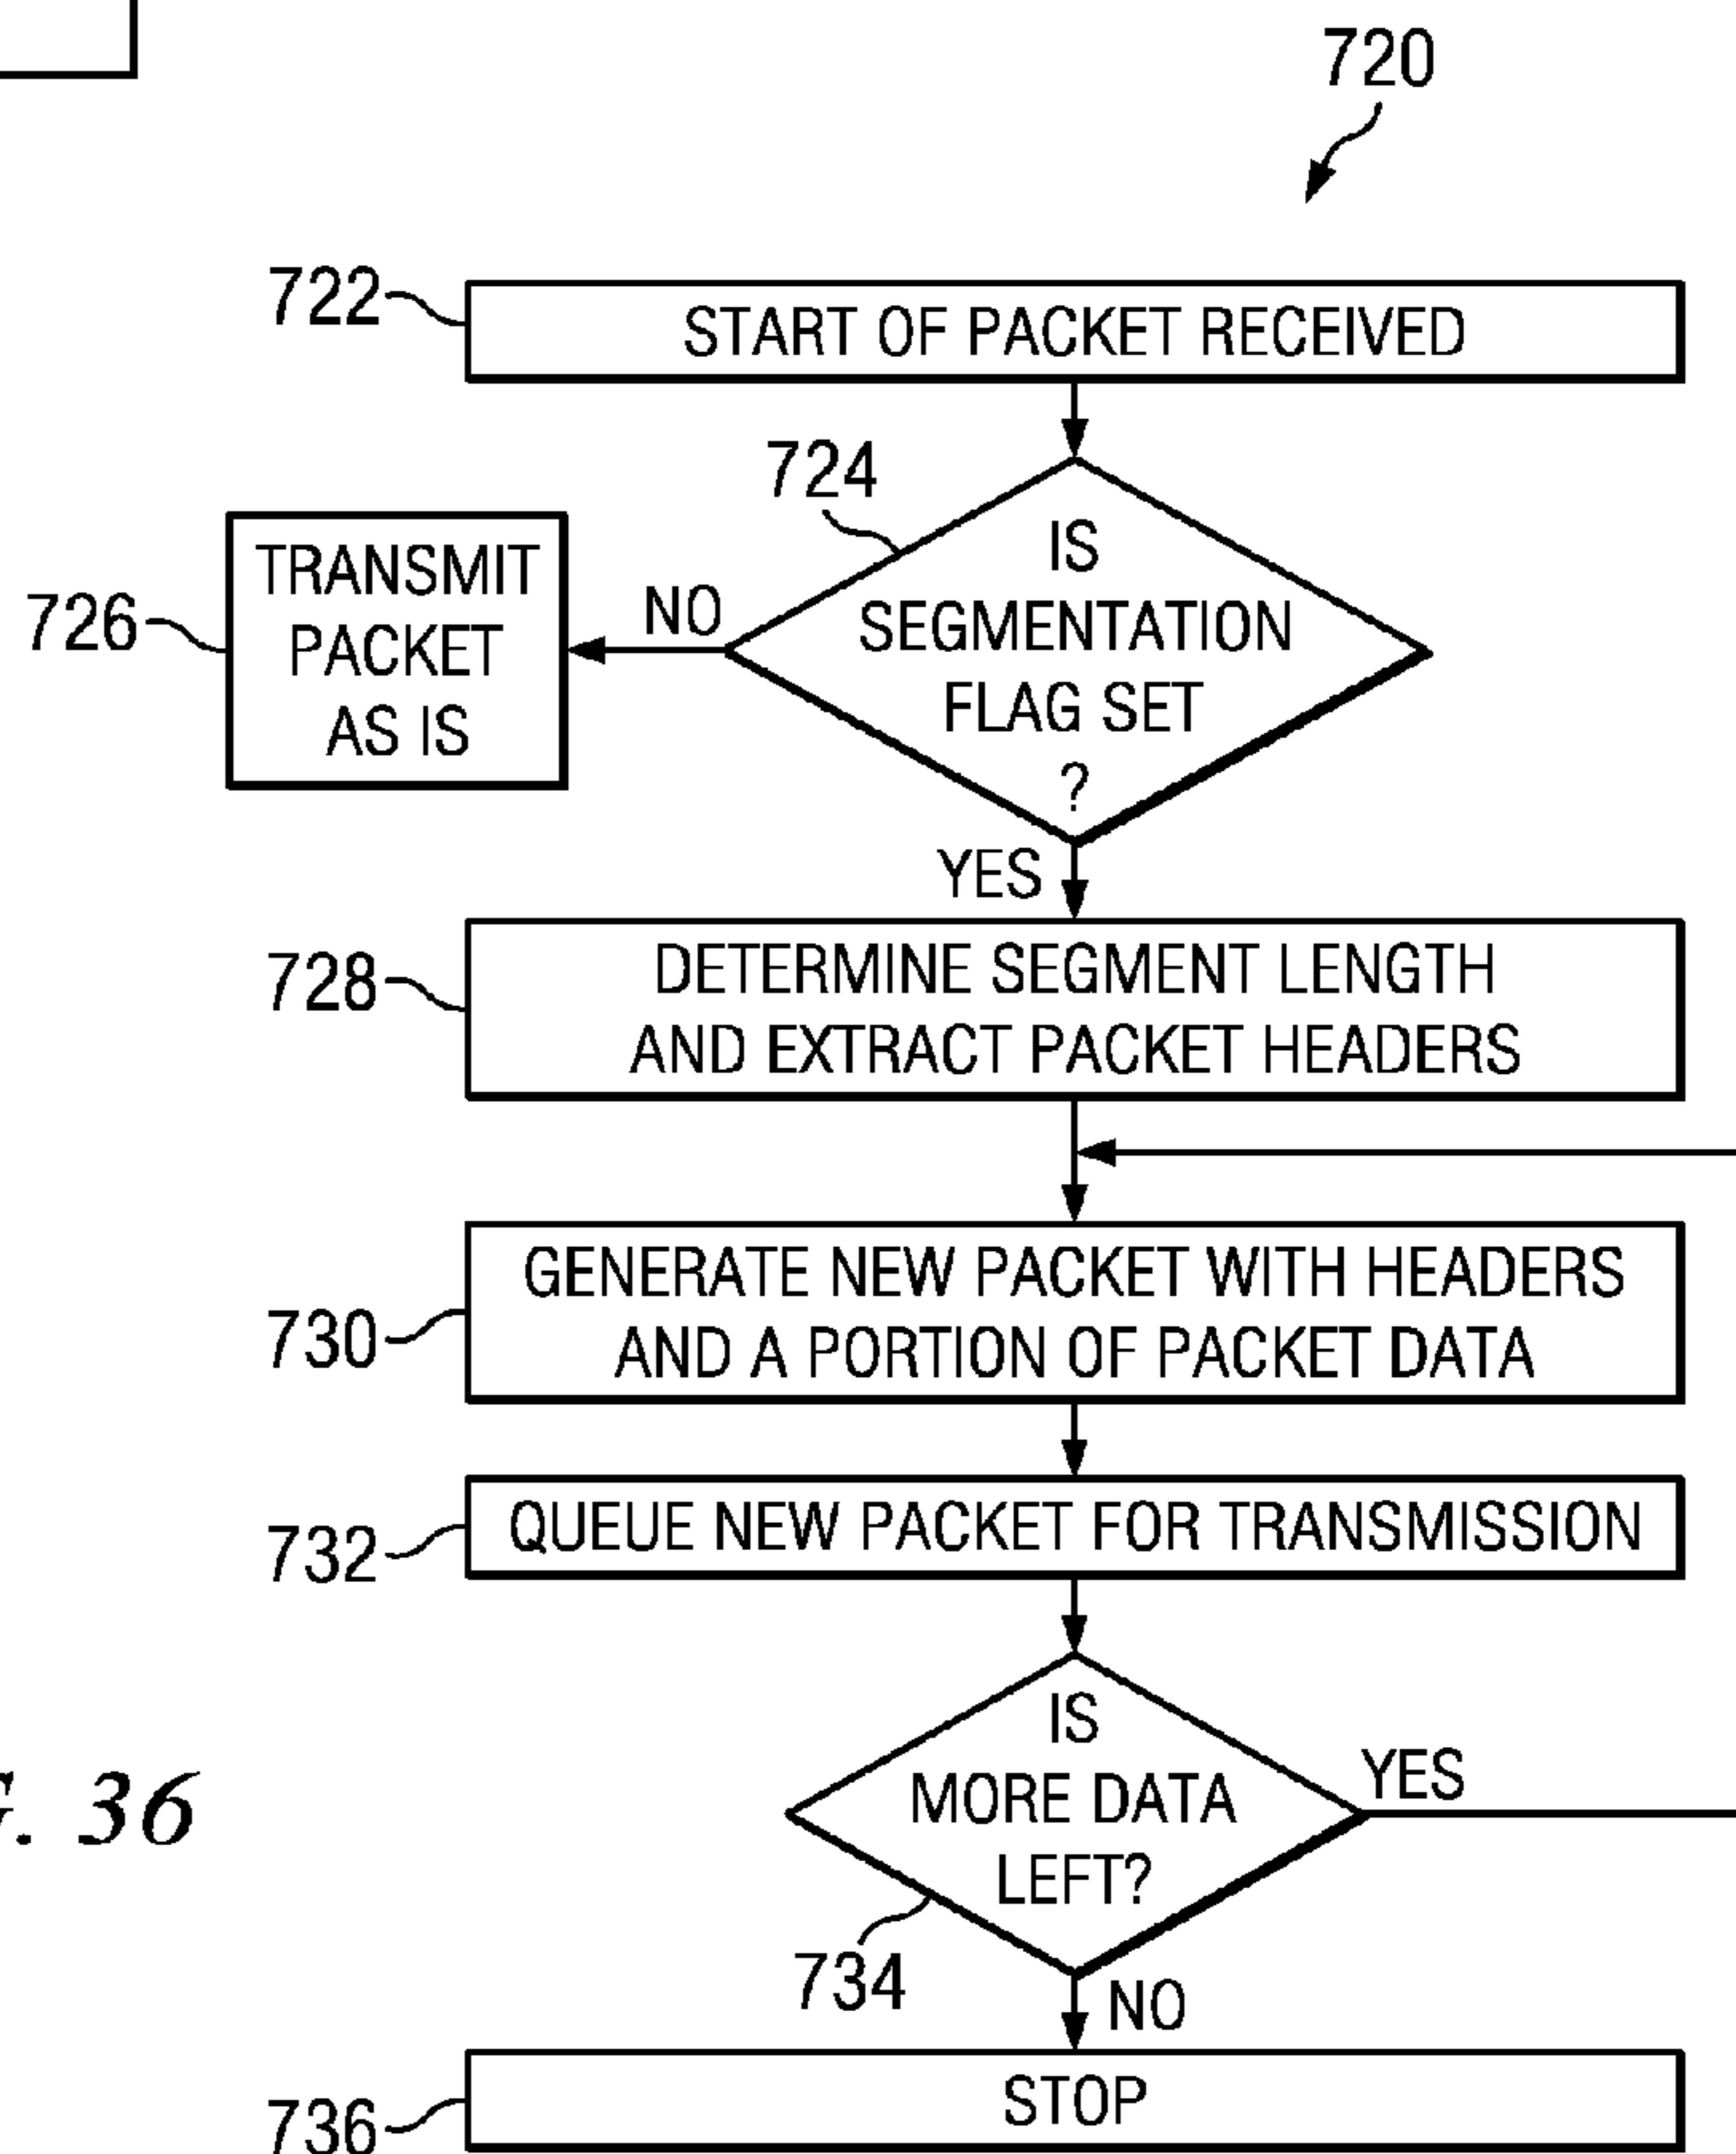 720
722
START OF PACKET RECEIVED
724
IS
SEGMENTATION
FLAG SET
?
NO
726
TRANSMIT
PACKET
AS IS
YES
728
DETERMINE SEGMENT LENGTH
AND EXTRACT PACKET HEADERS
730
GENERATE NEW PACKET WITH HEADERS
AND A PORTION OF PACKET DATA
732
QUEUE NEW PACKET FOR TRANSMISSION
IS
MORE DATA
LEFT?
YES
36
734
NO
736
STOP